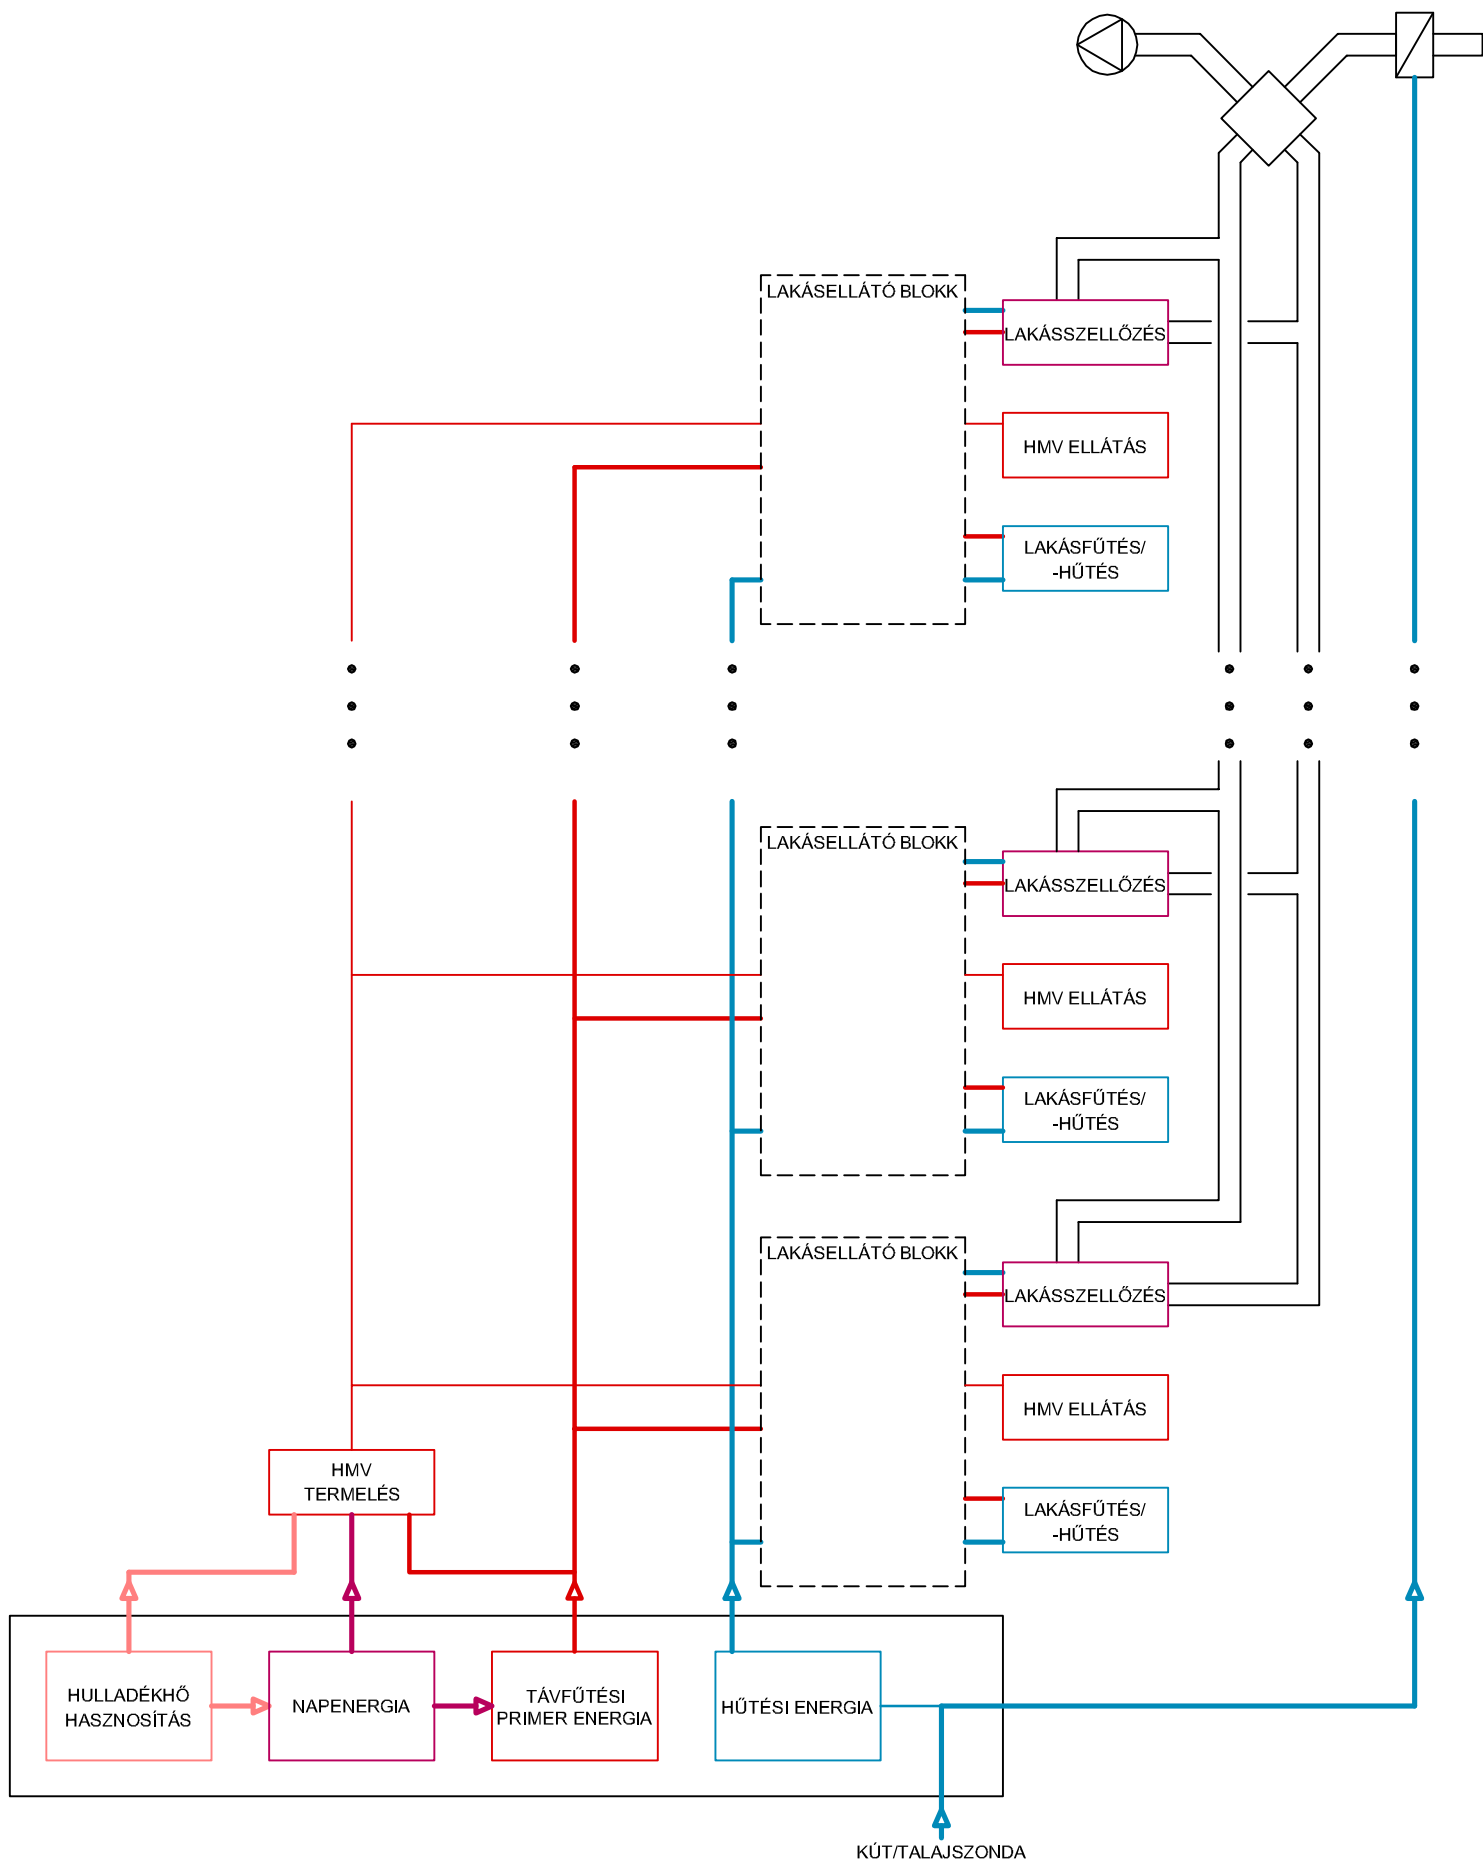 LAKÁSELLÁTÓ BLOKK
LAKÁSSZELLŐZÉS
HMV ELLÁTÁS
LAKÁSFŰTÉS/
-HŰTÉS
LAKÁSELLÁTÓ BLOKK
LAKÁSSZELLŐZÉS
HMV ELLÁTÁS
LAKÁSFŰTÉS/
-HŰTÉS
LAKÁSELLÁTÓ BLOKK
LAKÁSSZELLŐZÉS
HMV ELLÁTÁS
LAKÁSFŰTÉS/
-HŰTÉS
HMV
TERMELÉS
HULLADÉKHŐ
HASZNOSÍTÁS
NAPENERGIA
TÁVFŰTÉSI
PRIMER ENERGIA
HŰTÉSI ENERGIA
KÚT/TALAJSZONDA